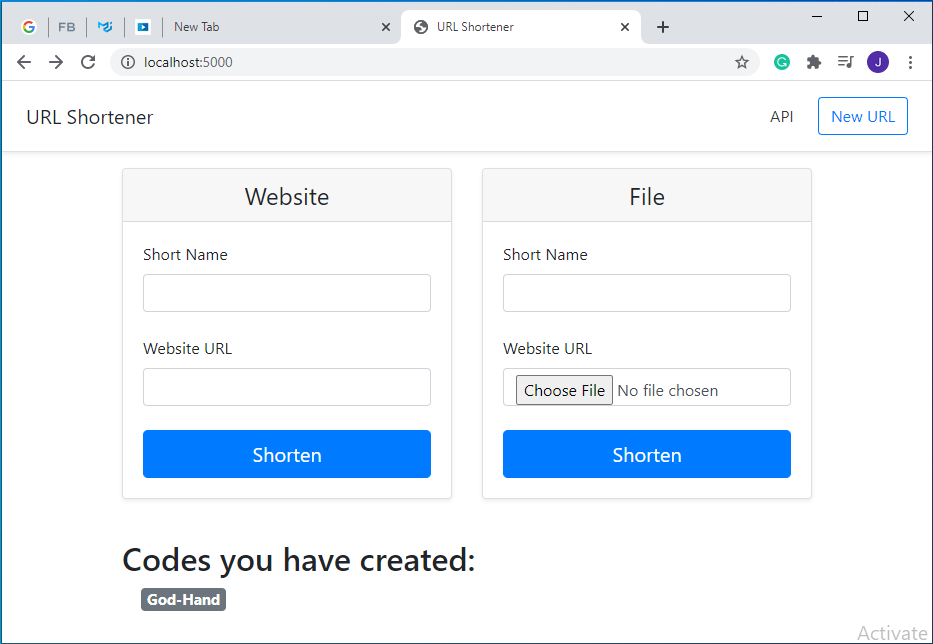 FB
New Tab
URL Shortener
localhost:5000
J
URL Shortener
API
New URL
Website
File
Short Name
Short Name
Website URL
Website URL
Choose File No file chosen
Shorten
Shorten
Codes you have created:
God-Hand
Activate